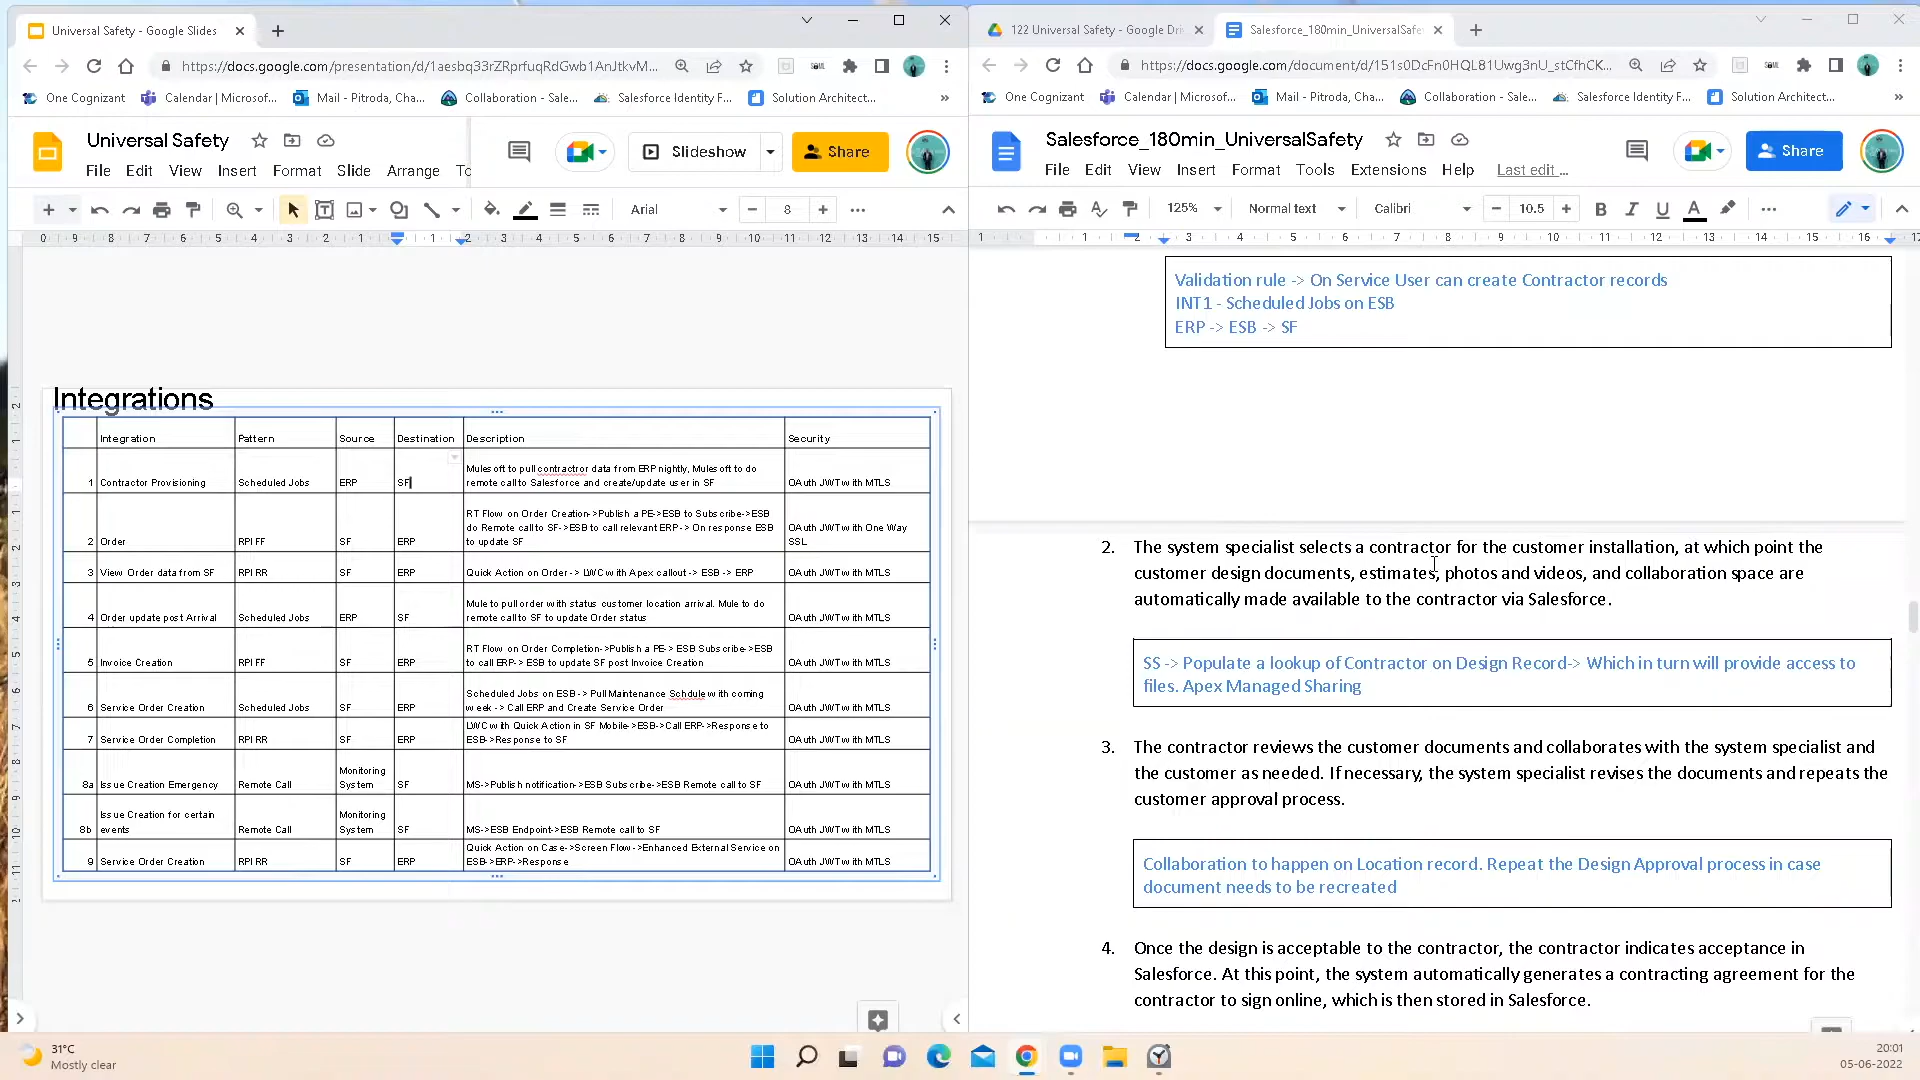 Universal Safety - Google Slides
https://docs.google.com/presentation/d/1aesbq33rZRprfuqRdGwb1AnJtkvM...
One Cognizant
Calendar | Microsof...
Mail - Pitroda, Cha...
Collaboration - Sale...
Salesforce Identity F...
Solution Architect...
»
Universal Safety
File Edit View Insert Format Slide Arrange To
Slideshow
Share
Arial
8
Integrations
Integration Pattern Source Destination Description Security
1 Contractor Provisioning Scheduled Jobs ERP SF
Mulesoft to pull contractror data from ERP nightly, Mulesoft to do
remote call to Salesforce and create/update user in SF
OAuth JWT with MTLS
2 Order RPI FF SF ERP
RT Flow on Order Creation->Publish a PE->ESB to Subscribe->ESB
do Remote call to SF->ESB to call relevant ERP-> On response ESB
to update SF
OAuth JWT with One Way
SSL
3 View Order data from SF RPI RR SF ERP Quick Action on Order -> LWC with Apex callout -> ESB -> ERP OAuth JWT with MTLS
4 Order update post Arrival Scheduled Jobs ERP SF
Mule to pull order with status customer location arrival. Mule to do
remote call to SF to update Order status
OAuth JWT with MTLS
5 Invoice Creation RPI FF SF ERP
RT Flow on Order Completion->Publish a PE-> ESB Subscribe->ESB
to call ERP-> ESB to update SF post Invoice Creation
OAuth JWT with MTLS
6 Service Order Creation Scheduled Jobs SF ERP
Scheduled Jobs on ESB -> Pull Maintenance Schdule with coming
week -> Call ERP and Create Service Order
OAuth JWT with MTLS
7 Service Order Completion RPI RR SF ERP
LWC with Quick Action in SF Mobile->ESB->Call ERP->Response to
ESB->Response to SF
OAuth JWT with MTLS
8a Issue Creation Emergency Remote Call
Monitoring
System
SF MS->Publish notification->ESB Subscribe->ESB Remote call to SF OAuth JWT with MTLS
8b
Issue Creation for certain
events
Remote Call
Monitoring
System
SF MS->ESB Endpoint->ESB Remote call to SF OAuth JWT with MTLS
9 Service Order Creation RPI RR SF ERP
Quick Action on Case->Screen Flow->Enhanced External Service on
ESB->ERP->Response
OAuth JWT with MTLS
122 Universal Safety - Google Dri
Salesforce_180min_UniversalSafe
https://docs.google.com/document/d/151s0DcFn0HQL81Uwg3nU_stCfhCK...
One Cognizant
Calendar | Microsof...
Mail - Pitroda, Cha...
Collaboration - Sale...
Salesforce Identity F...
Solution Architect...
»
Salesforce_180min_UniversalSafety
File Edit View Insert Format Tools Extensions Help Last edit ...
Share
125% Normal text Calibri 10.5 B I U A
Validation rule -> On Service User can create Contractor records
INT1 - Scheduled Jobs on ESB
ERP -> ESB -> SF
2. The system specialist selects a contractor for the customer installation, at which point the
customer design documents, estimates, photos and videos, and collaboration space are
automatically made available to the contractor via Salesforce.
SS -> Populate a lookup of Contractor on Design Record-> Which in turn will provide access to
files. Apex Managed Sharing
3. The contractor reviews the customer documents and collaborates with the system specialist and
the customer as needed. If necessary, the system specialist revises the documents and repeats the
customer approval process.
Collaboration to happen on Location record. Repeat the Design Approval process in case
document needs to be recreated
4. Once the design is acceptable to the contractor, the contractor indicates acceptance in
Salesforce. At this point, the system automatically generates a contracting agreement for the
contractor to sign online, which is then stored in Salesforce.
31°C
Mostly clear
20:01
05-06-2022